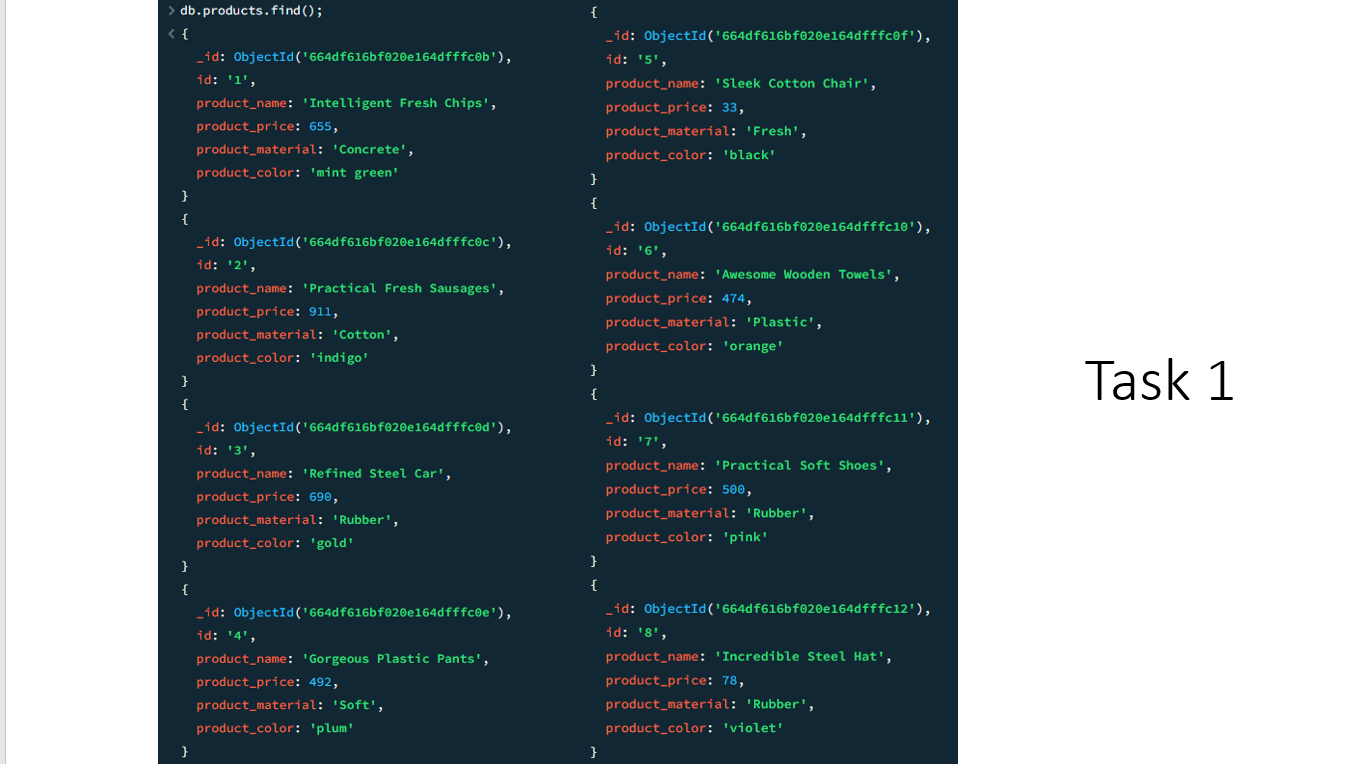 db.products.find();
{
_id: ObjectId('664df616bf020e164dfffc0b'),
id: '1',
product_name: 'Intelligent Fresh Chips',
product_price: 655,
product_material: 'Concrete',
product_color: 'mint green'
}
{
_id: ObjectId('664df616bf020e164dfffc0c'),
id: '2',
product_name: 'Practical Fresh Sausages',
product_price: 911,
product_material: 'Cotton',
product_color: 'indigo'
}
{
_id: ObjectId('664df616bf020e164dfffc0d'),
id: '3',
product_name: 'Refined Steel Car',
product_price: 690,
product_material: 'Rubber',
product_color: 'gold'
}
{
_id: ObjectId('664df616bf020e164dfffc0e'),
id: '4',
product_name: 'Gorgeous Plastic Pants',
product_price: 492,
product_material: 'Soft',
product_color: 'plum'
}
{
_id: ObjectId('664df616bf020e164dfffc0f'),
id: '5',
product_name: 'Sleek Cotton Chair',
product_price: 33,
product_material: 'Fresh',
product_color: 'black'
}
{
_id: ObjectId('664df616bf020e164dfffc10'),
id: '6',
product_name: 'Awesome Wooden Towels',
product_price: 474,
product_material: 'Plastic',
product_color: 'orange'
}
{
_id: ObjectId('664df616bf020e164dfffc11'),
id: '7',
product_name: 'Practical Soft Shoes',
product_price: 500,
product_material: 'Rubber',
product_color: 'pink'
}
{
_id: ObjectId('664df616bf020e164dfffc12'),
id: '8',
product_name: 'Incredible Steel Hat',
product_price: 78,
product_material: 'Rubber',
product_color: 'violet'
}
Task 1